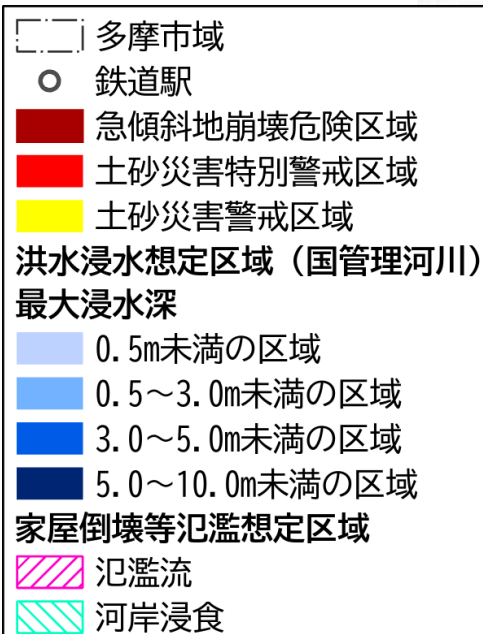 多摩市域
鉄道駅
急傾斜地崩壊危険区域
土砂災害特別警戒区域
土砂災害警戒区域
洪水浸水想定区域（国管理河川）
最大浸水深
0.5m未満の区域
0.5～3.0m未満の区域
3.0～5.0m未満の区域
5.0～10.0m未満の区域
家屋倒壊等氾濫想定区域
氾濫流
河岸浸食